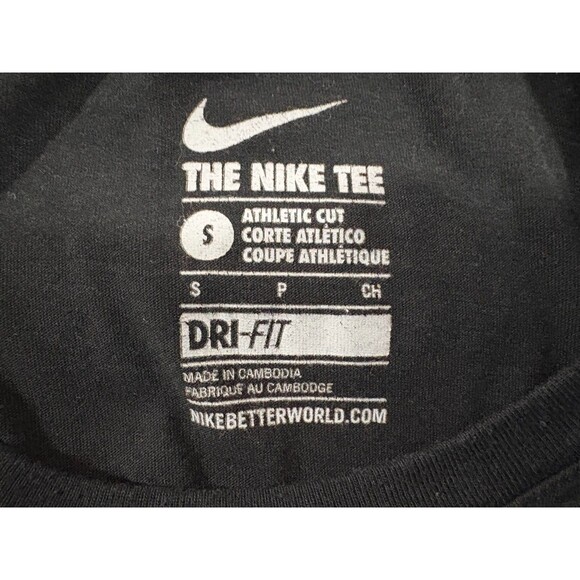 THE NIKE TEE
S
ATHLETIC CUT
CORTE ATLÉTICO
COUPE ATHLÉTIQUE
S P CH
DRI-FIT
MADE IN CAMBODIA
FABRIQUÉ AU CAMBODGE
NIKEBETTERWORLD.COM